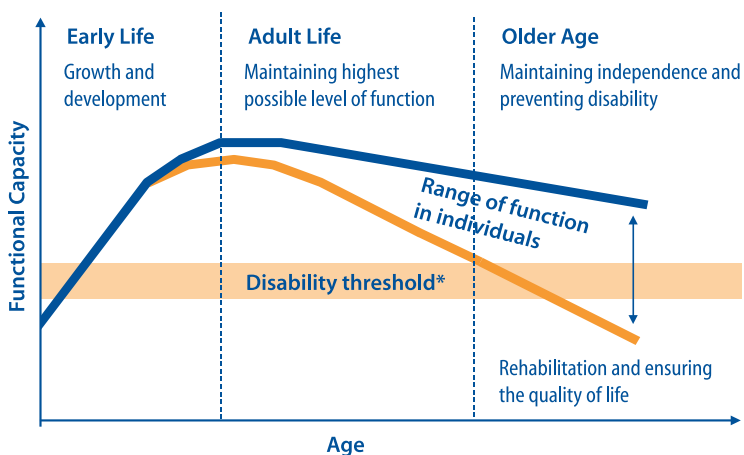 Early Life
Growth and
development
Adult Life
Maintaining highest
possible level of function
Older Age
Maintaining independence and
preventing disability
Functional Capacity
Range of function
in individuals
Disability threshold*
Rehabilitation and ensuring
the quality of life
Age